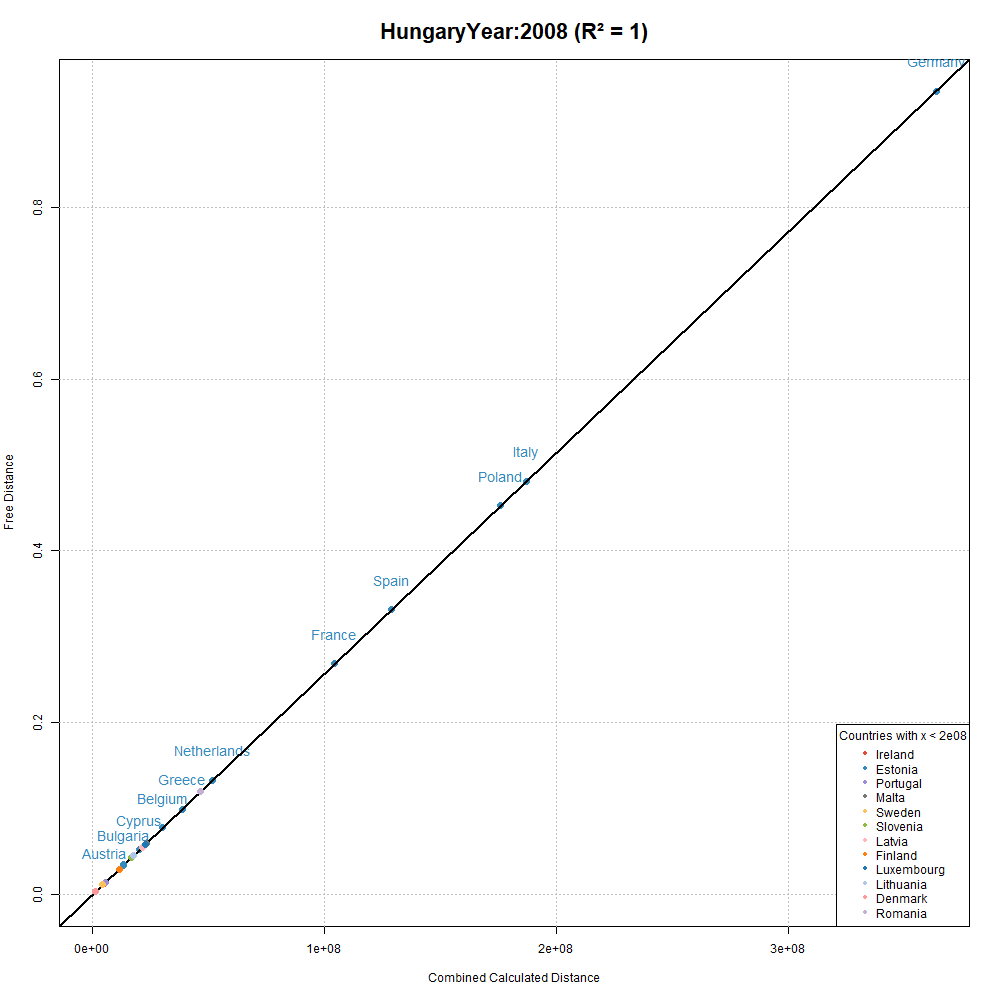 HungaryYear:2008 (R² = 1)
Germany
0.8
0.6
Italy
Poland
Free Distance
0.4
Spain
France
0.2
Netherlands
Greece
Belgium
Cyprus
Bulgaria
Austria
0.0
Countries with x < 2e08
Ireland
Estonia
Portugal
Malta
Sweden
Slovenia
Latvia
Finland
Luxembourg
Lithuania
Denmark
Romania
0e+00 1e+08 2e+08 3e+08
Combined Calculated Distance